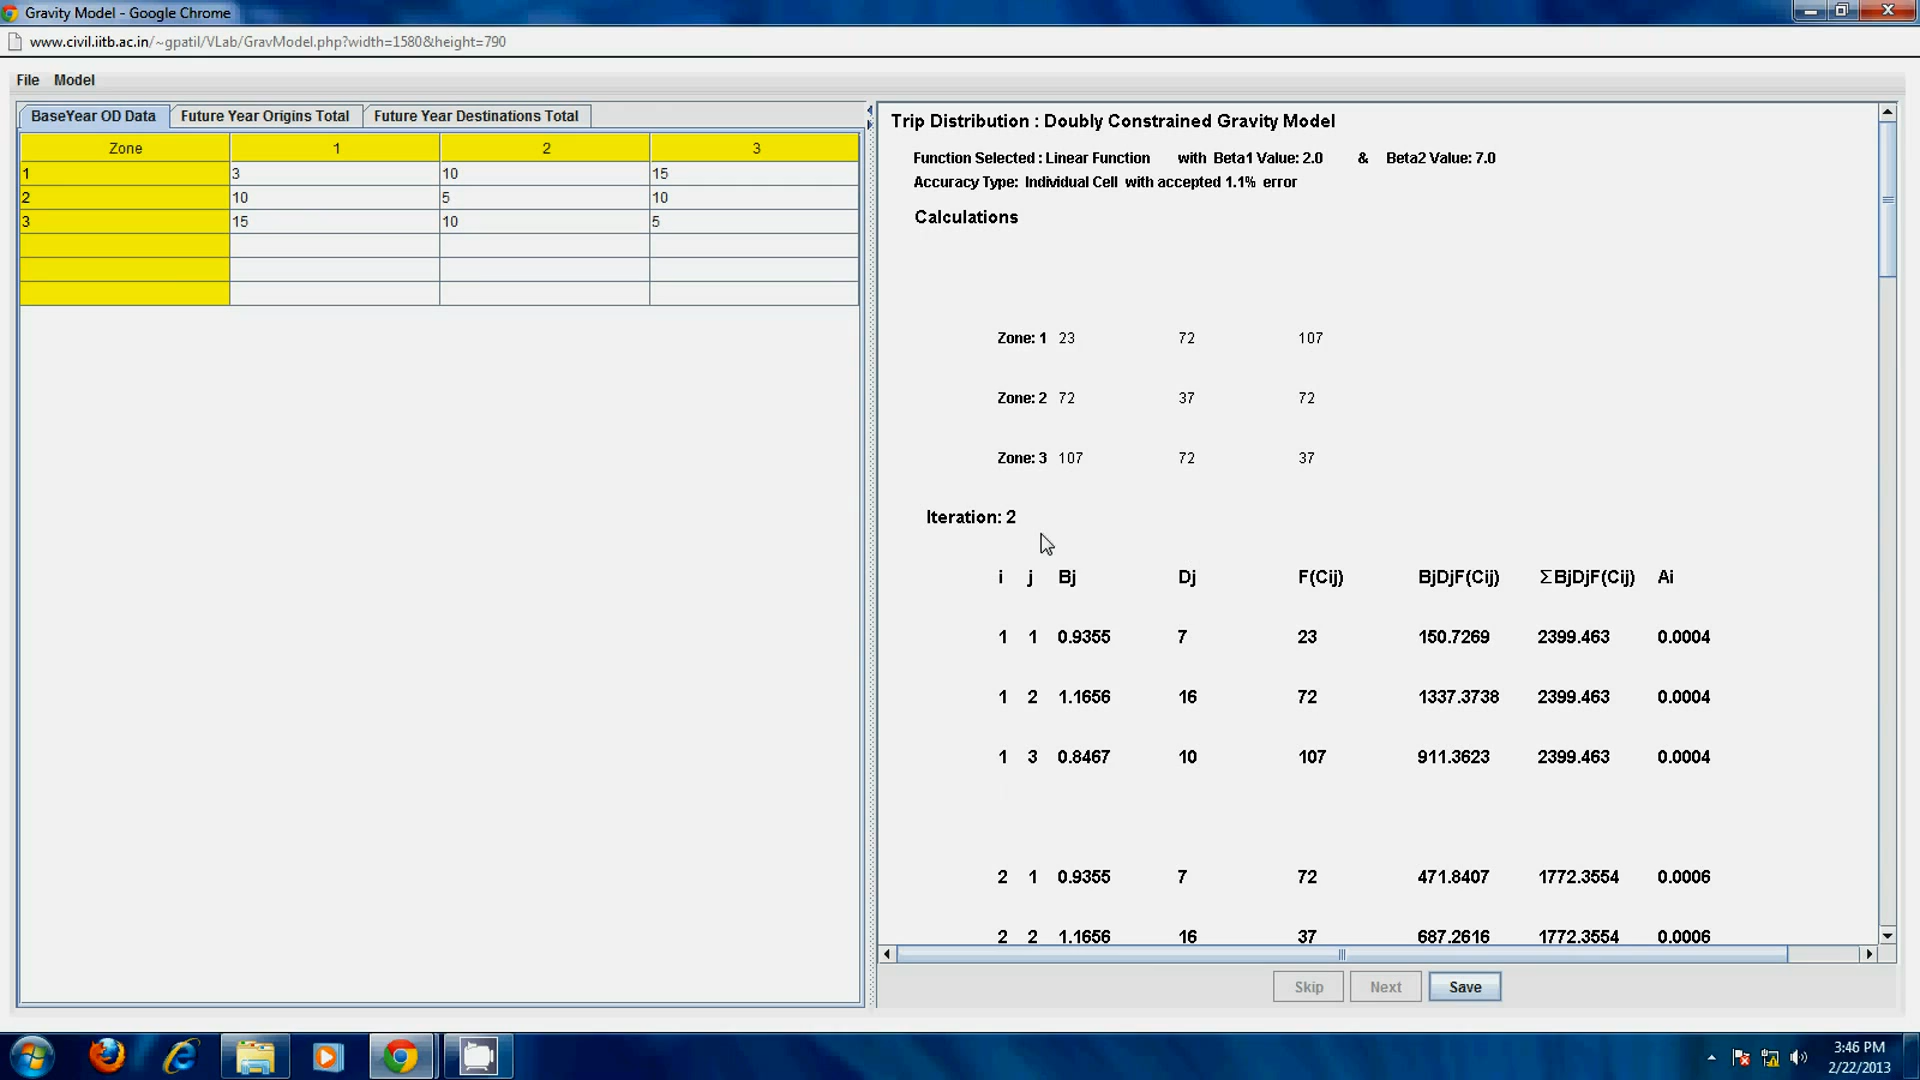 Gravity Model - Google Chrome
www.civil.iitb.ac.in/~gpatil/VLab/GravModel.php?width=1580&height=790
File Model
BaseYear OD Data Future Year Origins Total Future Year Destinations Total
Zone 1 2 3
1 3 10 15
2 10 5 10
3 15 10 5
Trip Distribution : Doubly Constrained Gravity Model
Function Selected : Linear Function with Beta1 Value: 2.0 & Beta2 Value: 7.0
Accuracy Type: Individual Cell with accepted 1.1% error
Calculations
Zone: 1 23 72 107
Zone: 2 72 37 72
Zone: 3 107 72 37
Iteration: 2
i j Bj Dj F(Cij) BjDjF(Cij) ΣBjDjF(Cij) Ai
1 1 0.9355 7 23 150.7269 2399.463 0.0004
1 2 1.1656 16 72 1337.3738 2399.463 0.0004
1 3 0.8467 10 107 911.3623 2399.463 0.0004
2 1 0.9355 7 72 471.8407 1772.3554 0.0006
2 2 1.1656 16 37 687.2616 1772.3554 0.0006
Skip Next Save
3:46 PM
2/22/2013